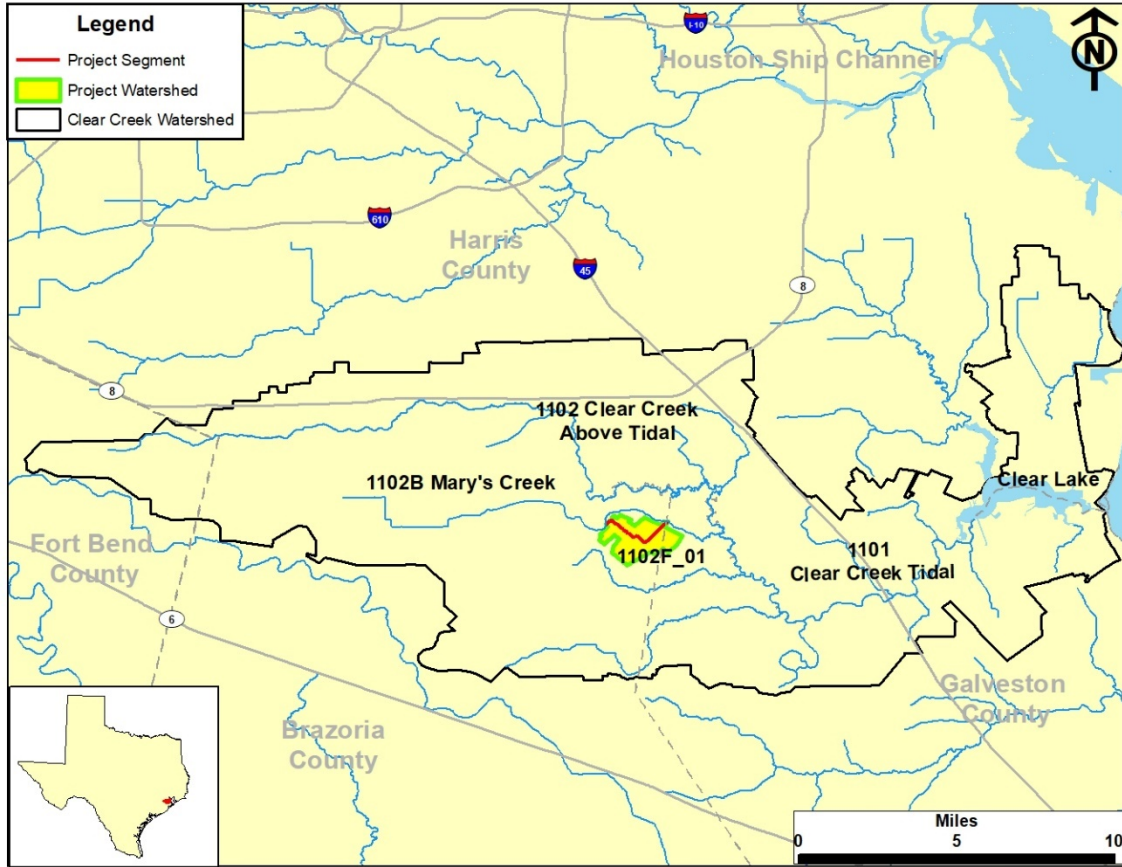 Legend
Project Segment
Project Watershed
Clear Creek Watershed
I-10
N
Houston Ship Channel
610
Harris
County
45
8
8
1102 Clear Creek
Above Tidal
1102B Mary's Creek
Clear Lake
Fort Bend
County
1102F_01
1101
Clear Creek Tidal
6
Galveston
County
Brazoria
County
Miles
0 5 10